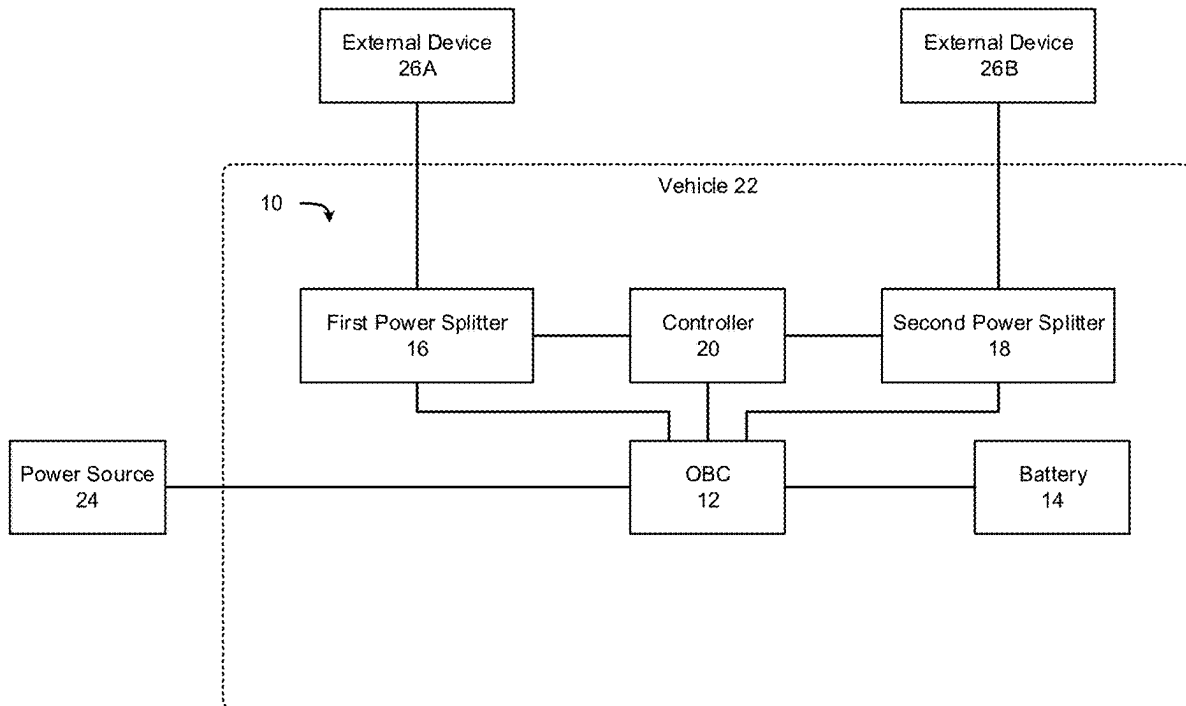 External Device
26A
External Device
26B
Vehicle 22
10
First Power Splitter
16
Controller
20
Second Power Splitter
18
Power Source
24
OBC
12
Battery
14